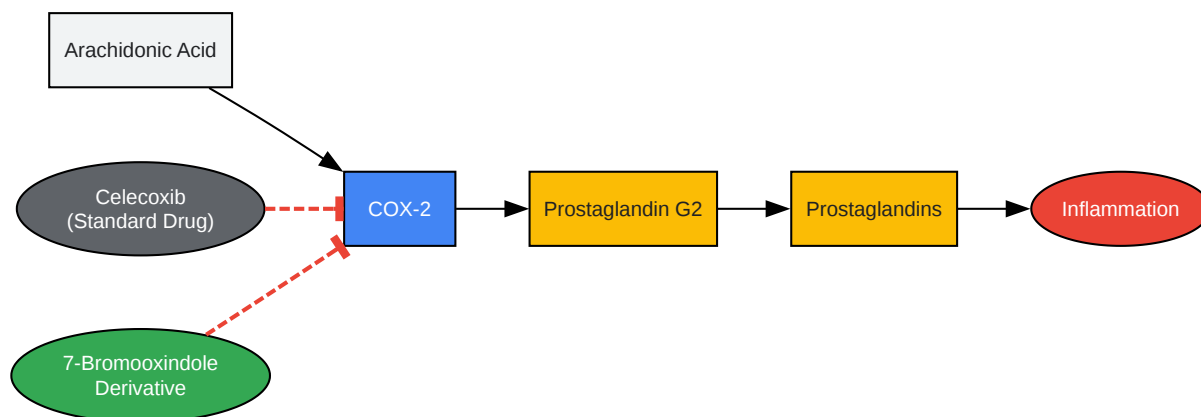 Arachidonic Acid
Celecoxib
(Standard Drug)
COX-2
Prostaglandin G2
Prostaglandins
Inflammation
7-Bromooxindole
Derivative